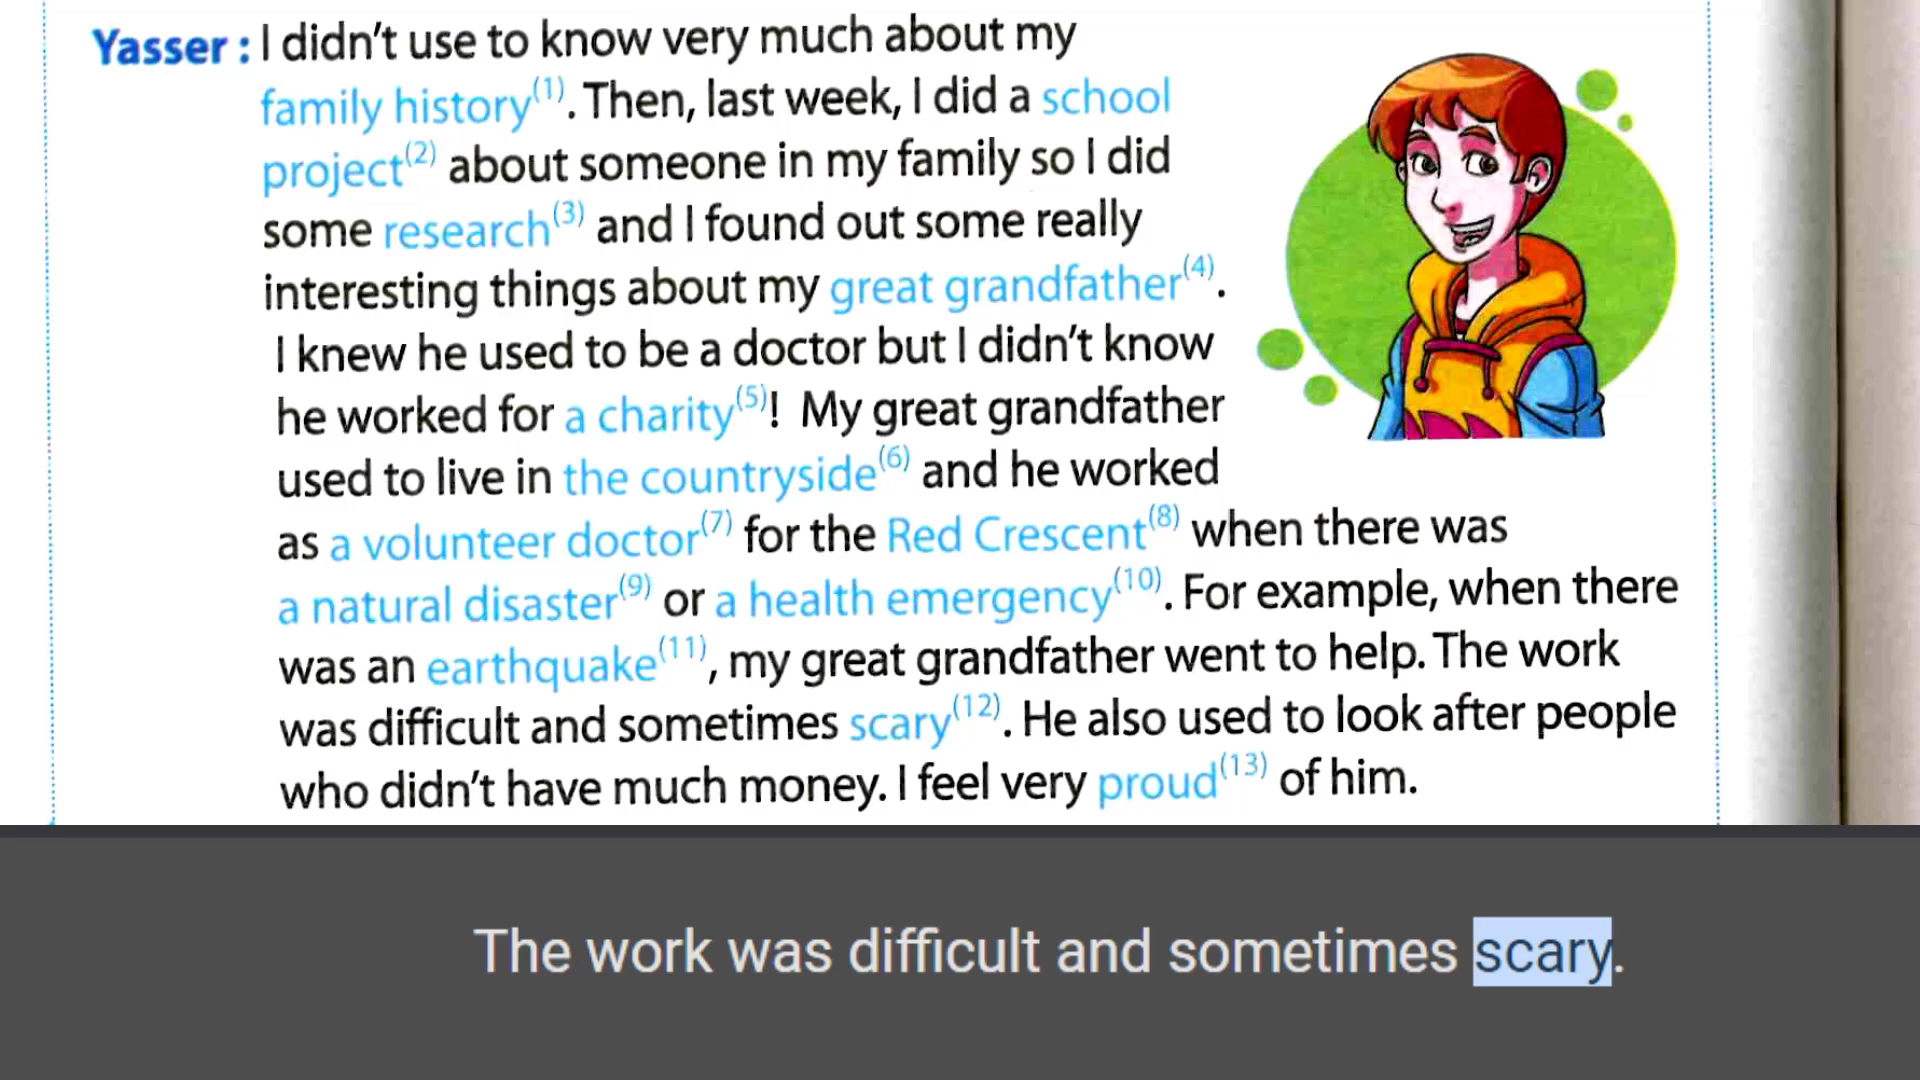 Yasser : I didn't use to know very much about my
family history(1). Then, last week, I did a school
project(2) about someone in my family so I did
some research(3) and I found out some really
interesting things about my great grandfather(4).
I knew he used to be a doctor but I didn't know
he worked for a charity(5)! My great grandfather
used to live in the countryside(6) and he worked
as a volunteer doctor(7) for the Red Crescent(8) when there was
a natural disaster(9) or a health emergency(10). For example, when there
was an earthquake(11), my great grandfather went to help. The work
was difficult and sometimes scary(12). He also used to look after people
who didn't have much money. I feel very proud(13) of him.
The work was difficult and sometimes scary.